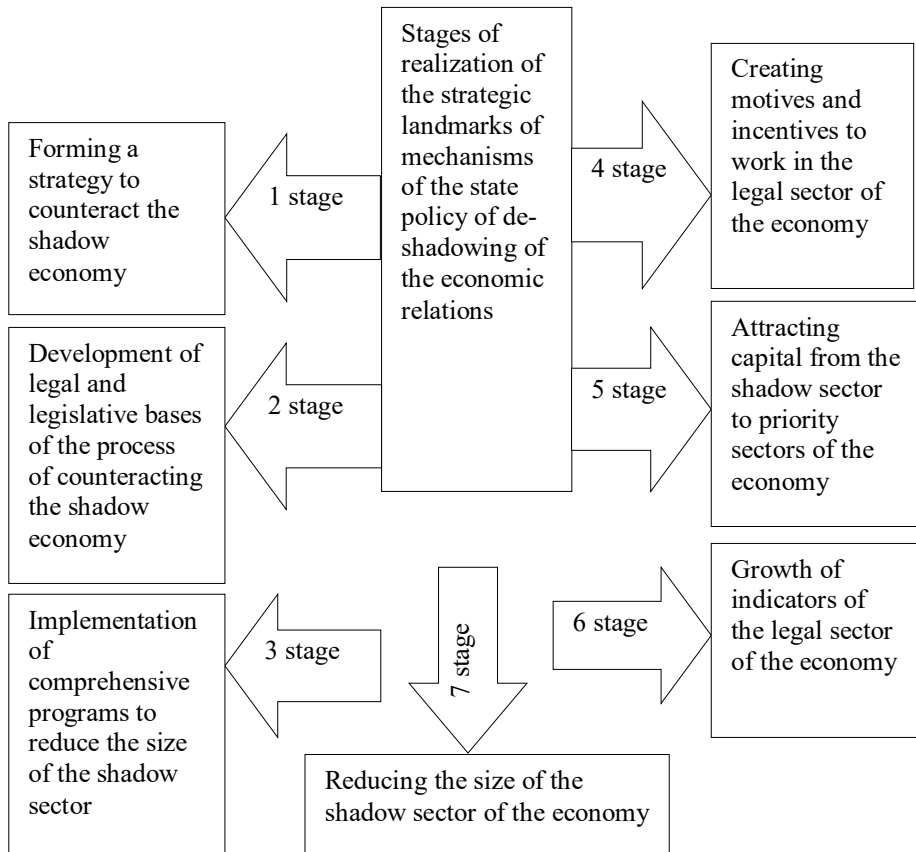 Stages of
realization of
the strategic
landmarks of
mechanisms
of the state
policy of de-
shadowing of
the economic
relations
1 stage
Forming a
strategy to
counteract the
shadow
economy
2 stage
Development of
legal and
legislative bases
of the process
of counteracting
the shadow
economy
3 stage
Implementation
of
comprehensive
programs to
reduce the size
of the shadow
sector
4 stage
Creating
motives and
incentives to
work in the
legal sector of
the economy
5 stage
Attracting
capital from the
shadow sector
to priority
sectors of the
economy
6 stage
Growth of
indicators of
the legal sector
of the economy
7 stage
Reducing the size of the
shadow sector of the economy